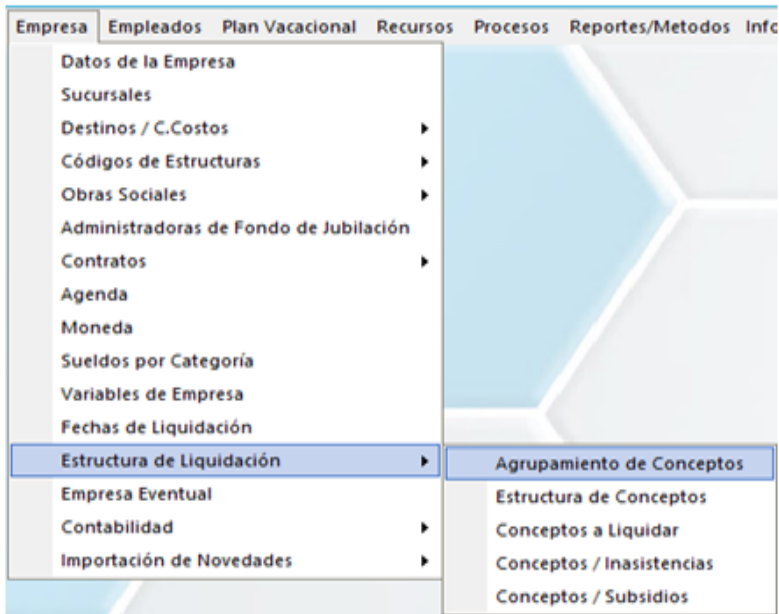 Empresa Empleados Plan Vacacional Recursos Procesos Reportes/Metodos
Datos de la Empresa
Sucursales
Destinos / C.Costos
Códigos de Estructuras
Obras Sociales
Administradoras de Fondo de Jubilación
Contratos
Agenda
Moneda
Sueldos por Categoría
Variables de Empresa
Fechas de Liquidación
Estructura de Liquidación
Empresa Eventual
Contabilidad
Importación de Novedades
Agrupamiento de Conceptos
Estructura de Conceptos
Conceptos a Liquidar
Conceptos / Inasistencias
Conceptos / Subsidios